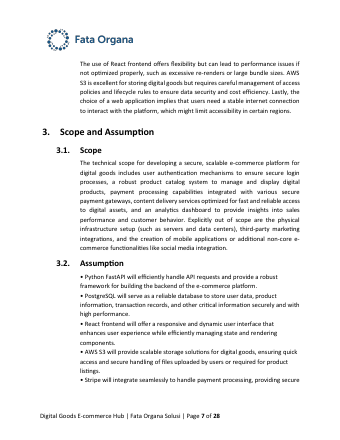 Fata Organa
The use of React frontend offers flexibility but can lead to performance issues if
not optimized properly, such as excessive re-renders or large bundle sizes. AWS
S3 is excellent for storing digital goods but requires careful management of access
policies and lifecycle rules to ensure data security and cost efficiency. Lastly, the
choice of a web application implies that users need a stable internet connection
to interact with the platform, which might limit accessibility in certain regions.
3. Scope and Assumption
3.1. Scope
The technical scope for developing a secure, scalable e-commerce platform for
digital goods includes user authentication mechanisms to ensure secure login
processes, a robust product catalog system to manage and display digital
products, payment processing capabilities integrated with various secure
payment gateways, content delivery services optimized for fast and reliable access
to digital assets, and an analytics dashboard to provide insights into sales
performance and customer behavior. Explicitly out of scope are the physical
infrastructure setup (such as servers and data centers), third-party marketing
integrations, and the creation of mobile applications or additional non-core e-
commerce functionalities like social media integration.
3.2. Assumption
• Python FastAPI will efficiently handle API requests and provide a robust
framework for building the backend of the e-commerce platform.
• PostgreSQL will serve as a reliable database to store user data, product
information, transaction records, and other critical information securely and with
high performance.
• React frontend will offer a responsive and dynamic user interface that
enhances user experience while efficiently managing state and rendering
components.
• AWS S3 will provide scalable storage solutions for digital goods, ensuring quick
access and secure handling of files uploaded by users or required for product
listings.
• Stripe will integrate seamlessly to handle payment processing, providing secure
Digital Goods E-commerce Hub | Fata Organa Solusi | Page 7 of 28